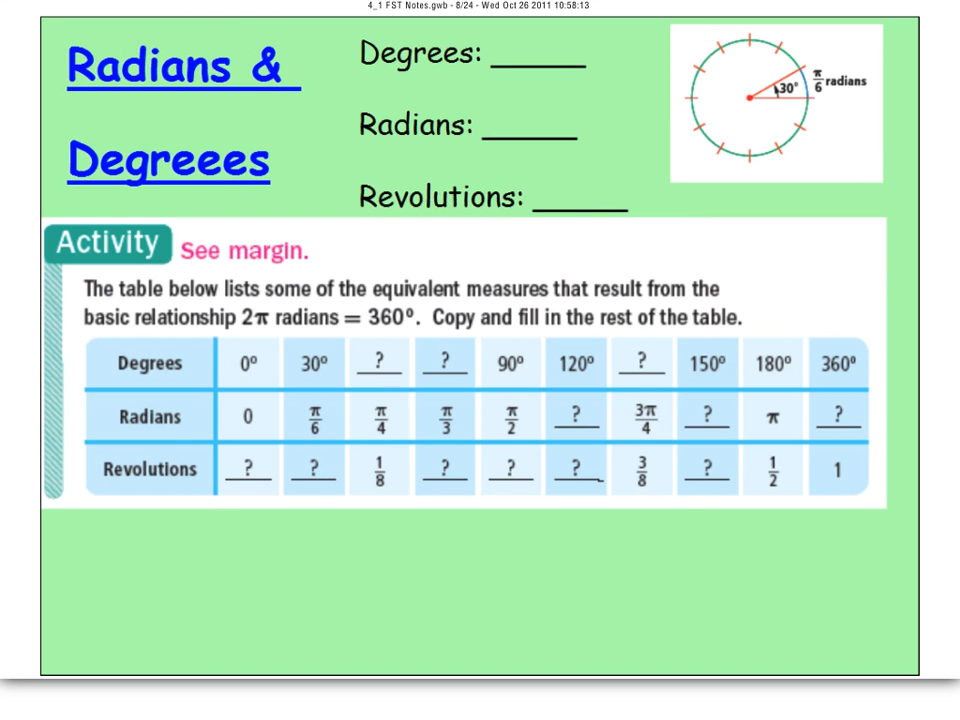 4_1 FST Notes.gwb - 8/24 - Wed Oct 26 2011 10:58:13
Radians &
Degreees
Degrees: _____
Radians: _____
Revolutions: _____
30° π/6 radians
Activity See margin.
The table below lists some of the equivalent measures that result from the
basic relationship 2π radians = 360°. Copy and fill in the rest of the table.
Degrees 0° 30° ? ? 90° 120° ? 150° 180° 360°
Radians 0 π/6 π/4 π/3 π/2 ? 3π/4 ? π ?
Revolutions ? ? 1/8 ? ? ? 3/8 ? 1/2 1